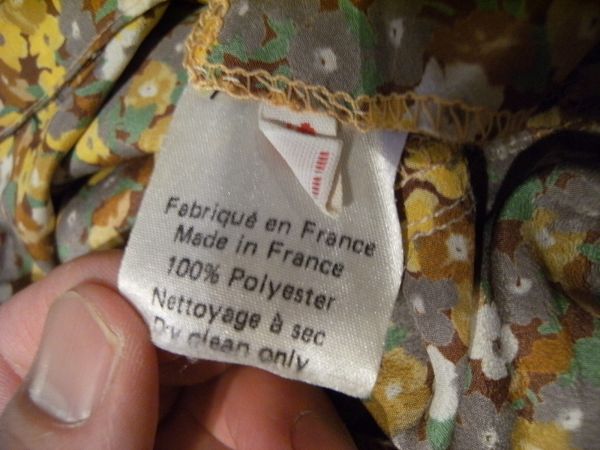 Fabriqué en France
Made in France
100% Polyester
Nettoyage à sec
Dry clean only